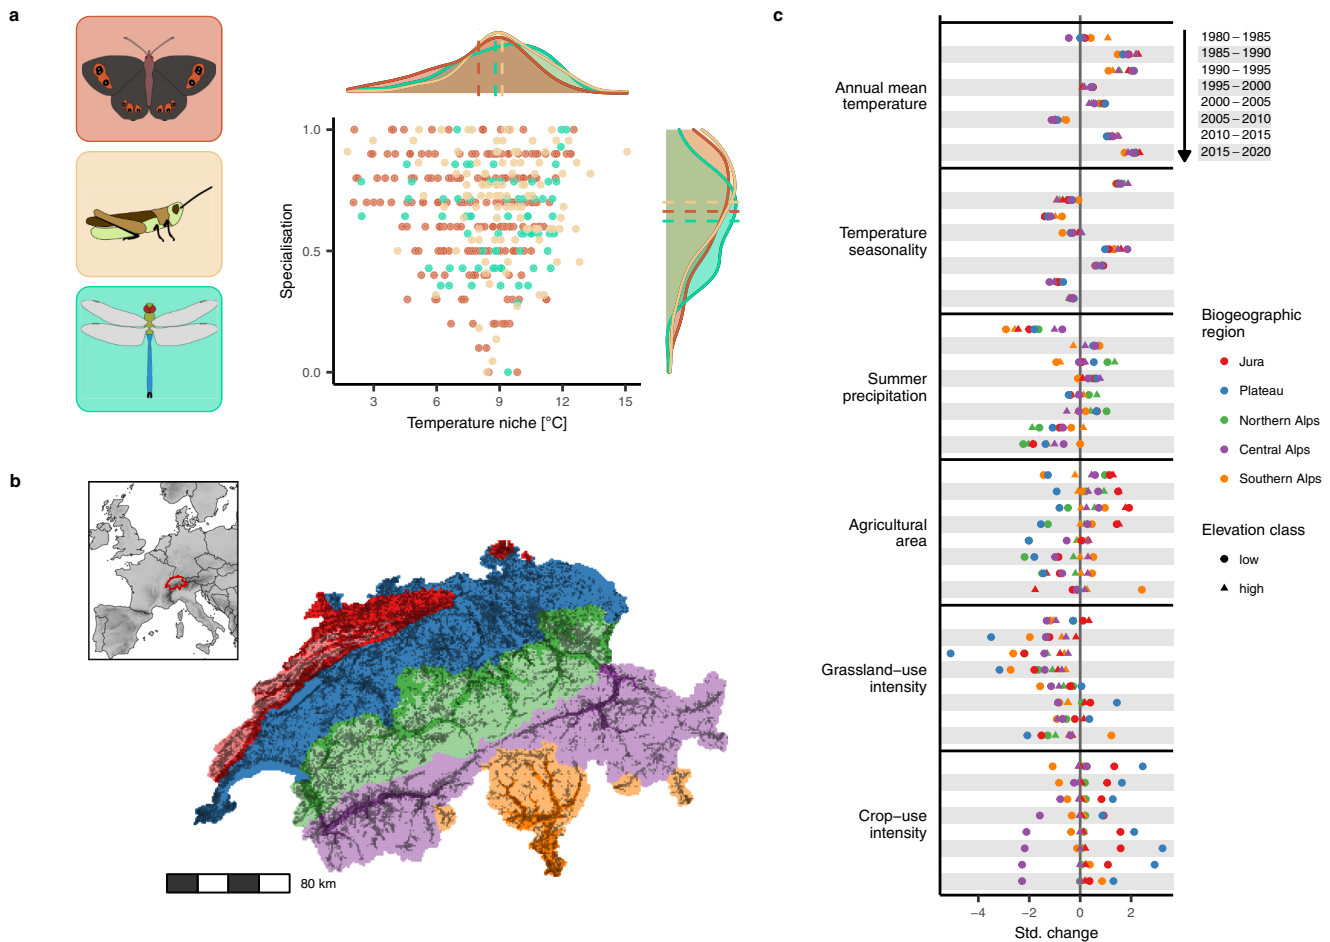 a
Specialisation
1.0
0.5
0.0
3
6
9
12
15
Temperature niche [°C]
b
80 km
c
Annual mean
temperature
Temperature
seasonality
Summer
precipitation
Agricultural
area
Grassland–use
intensity
Crop–use
intensity
−4
−2
0
2
Std. change
1980 – 1985
1985 – 1990
1990 – 1995
1995 – 2000
2000 – 2005
2005 – 2010
2010 – 2015
2015 – 2020
Biogeographic
region
Jura
Plateau
Northern Alps
Central Alps
Southern Alps
Elevation class
low
high